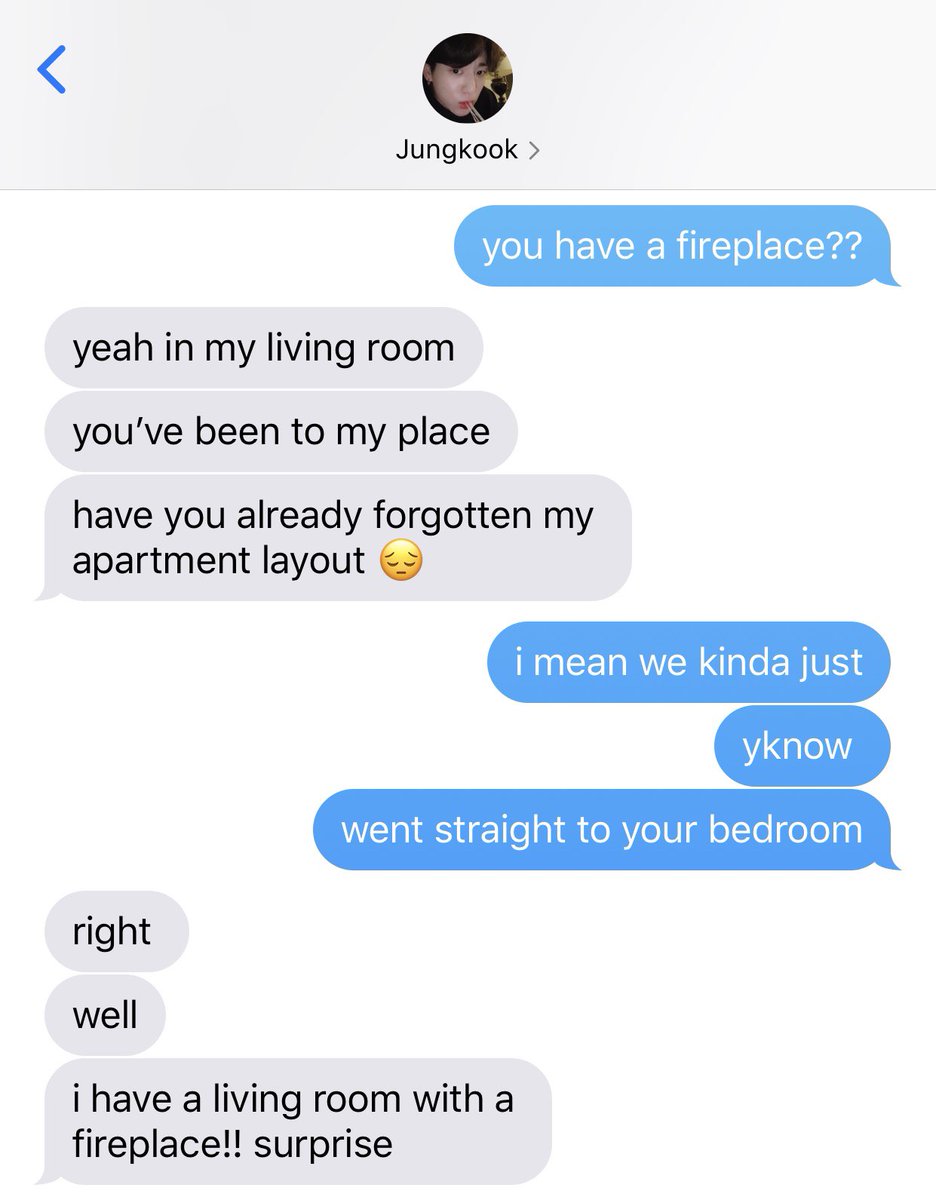 Jungkook
you have a fireplace??
yeah in my living room
you’ve been to my place
have you already forgotten my
apartment layout 😔
i mean we kinda just
yknow
went straight to your bedroom
right
well
i have a living room with a
fireplace!! surprise